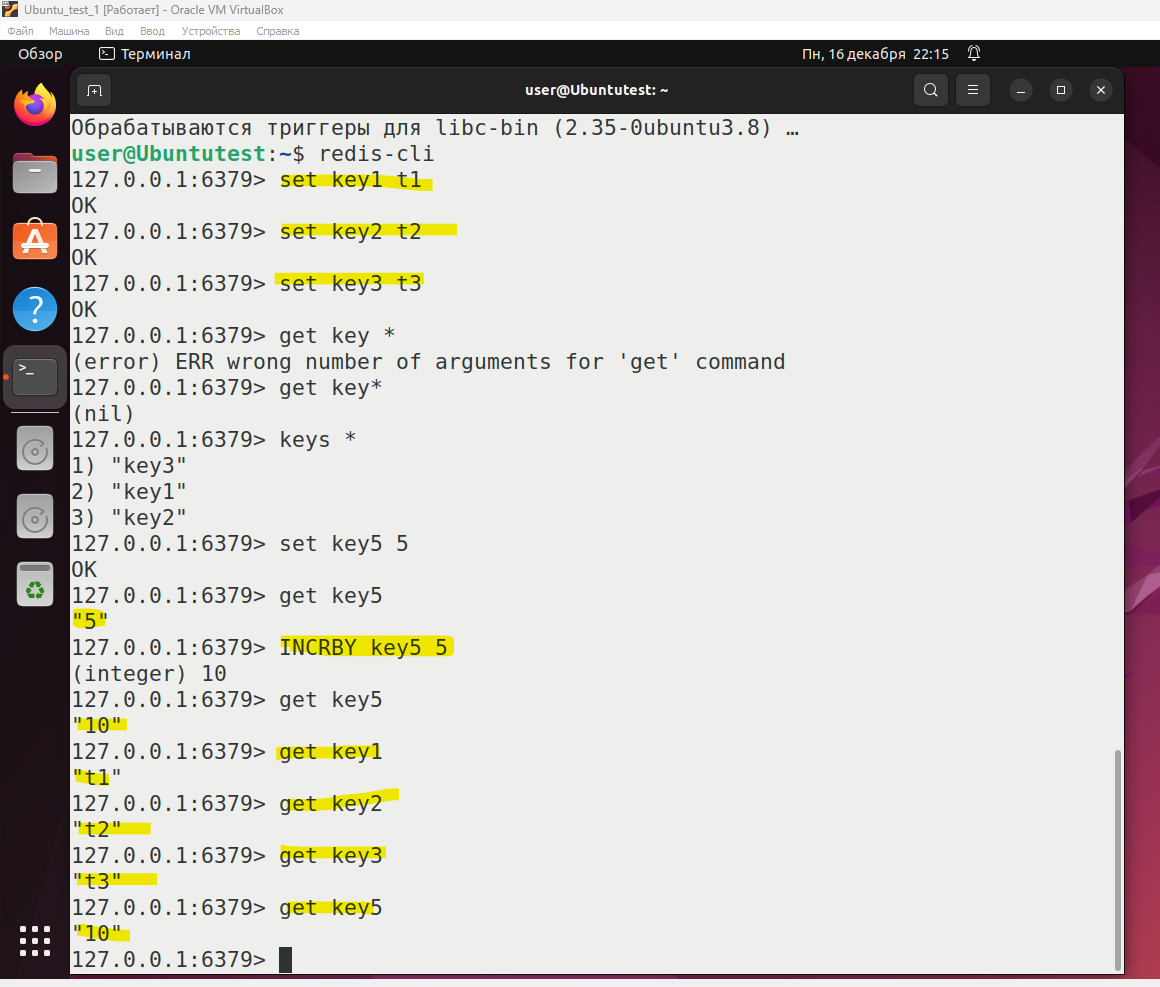 Ubuntu_test_1 [Работает] - Oracle VM VirtualBox
Файл Машина Вид Ввод Устройства Справка
Обзор Терминал Пн, 16 декабря 22:15
user@Ubuntutest: ~
Обрабатываются триггеры для libc-bin (2.35-0ubuntu3.8) …
user@Ubuntutest:~$ redis-cli
127.0.0.1:6379> set key1 t1
OK
127.0.0.1:6379> set key2 t2
OK
127.0.0.1:6379> set key3 t3
OK
127.0.0.1:6379> get key *
(error) ERR wrong number of arguments for 'get' command
127.0.0.1:6379> get key*
(nil)
127.0.0.1:6379> keys *
1) "key3"
2) "key1"
3) "key2"
127.0.0.1:6379> set key5 5
OK
127.0.0.1:6379> get key5
"5"
127.0.0.1:6379> INCRBY key5 5
(integer) 10
127.0.0.1:6379> get key5
"10"
127.0.0.1:6379> get key1
"t1"
127.0.0.1:6379> get key2
"t2"
127.0.0.1:6379> get key3
"t3"
127.0.0.1:6379> get key5
"10"
127.0.0.1:6379>